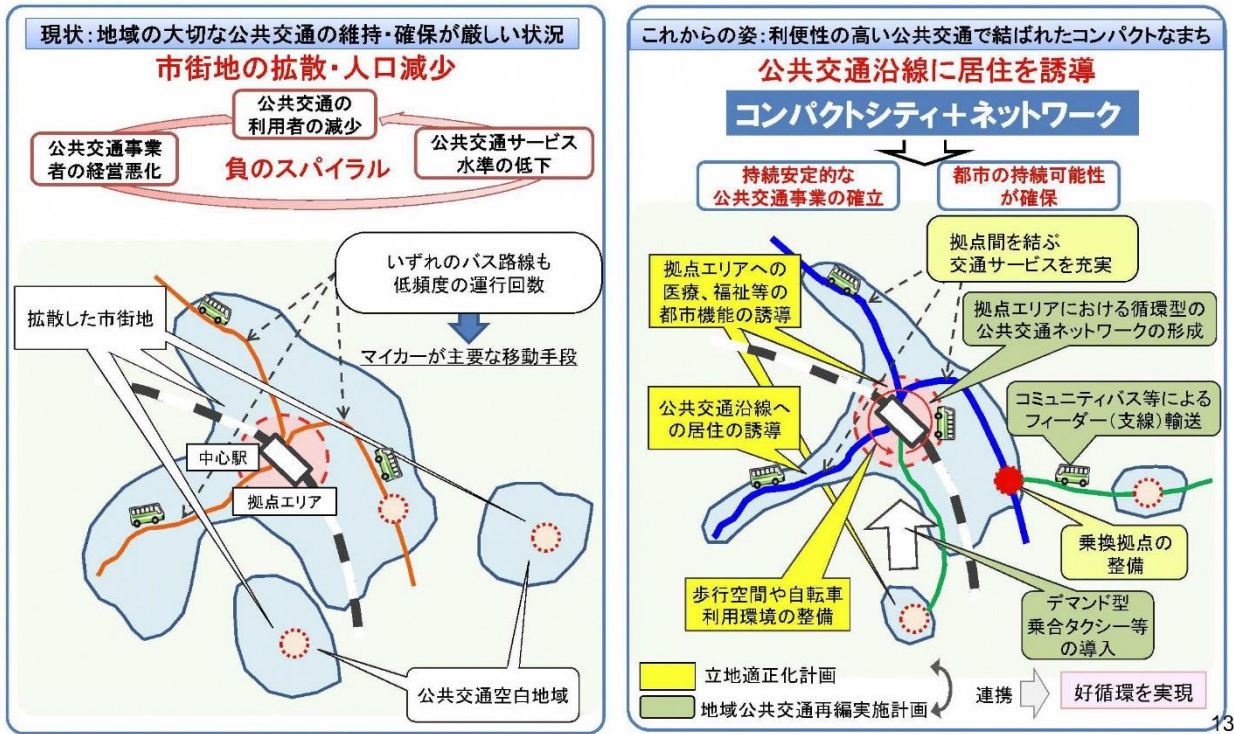 現状：地域の大切な公共交通の維持・確保が厳しい状況
市街地の拡散・人口減少
公共交通の
利用者の減少
公共交通事業
者の経営悪化
負のスパイラル
公共交通サービス
水準の低下
いずれのバス路線も
低頻度の運行回数
拡散した市街地
マイカーが主要な移動手段
中心駅
拠点エリア
公共交通空白地域
これからの姿：利便性の高い公共交通で結ばれたコンパクトなまち
公共交通沿線に居住を誘導
コンパクトシティ＋ネットワーク
持続安定的な
公共交通事業の確立
都市の持続可能性
が確保
拠点間を結ぶ
交通サービスを充実
拠点エリアへの
医療、福祉等の
都市機能の誘導
拠点エリアにおける循環型の
公共交通ネットワークの形成
公共交通沿線へ
の居住の誘導
コミュニティバス等による
フィーダー（支線）輸送
乗換拠点の
整備
歩行空間や自転車
利用環境の整備
デマンド型
乗合タクシー等
の導入
立地適正化計画
地域公共交通再編実施計画
連携
好循環を実現
13